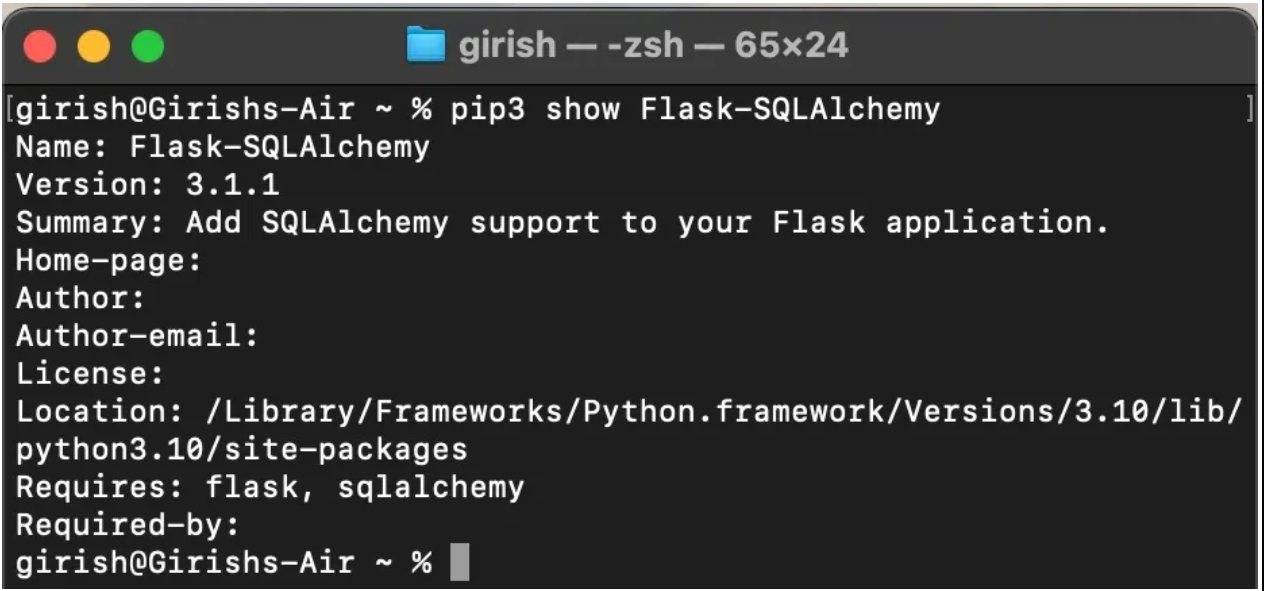 girish — -zsh — 65×24
[girish@Girishs-Air ~ % pip3 show Flask-SQLAlchemy ]
Name: Flask-SQLAlchemy
Version: 3.1.1
Summary: Add SQLAlchemy support to your Flask application.
Home-page:
Author:
Author-email:
License:
Location: /Library/Frameworks/Python.framework/Versions/3.10/lib/
python3.10/site-packages
Requires: flask, sqlalchemy
Required-by:
girish@Girishs-Air ~ %